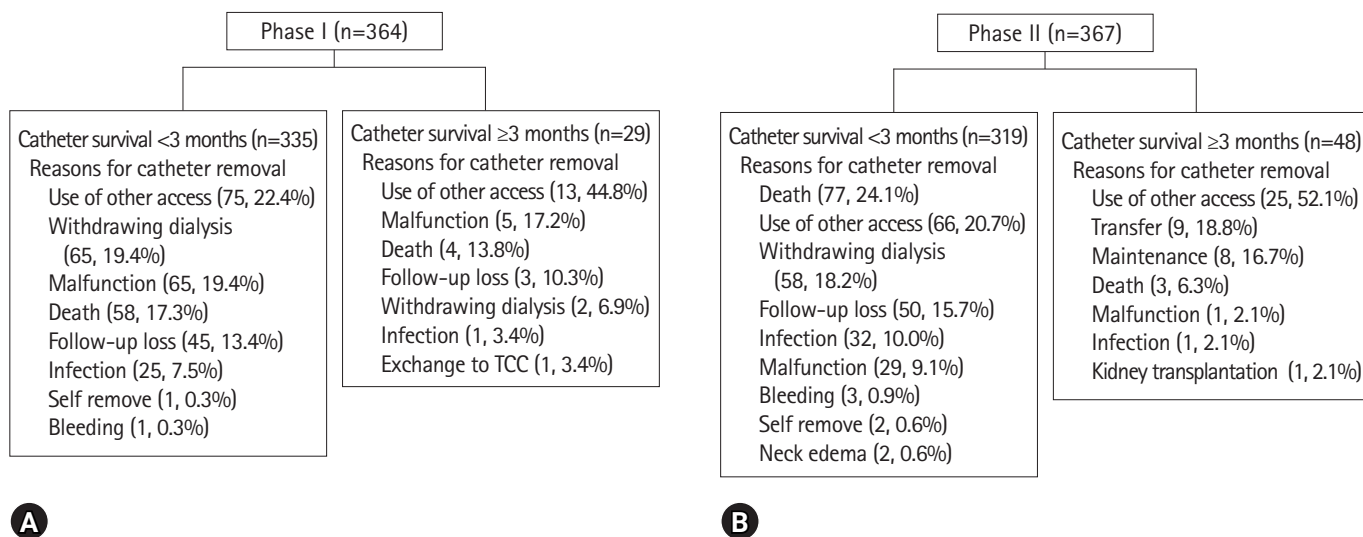 Phase I (n=364)
Catheter survival <3 months (n=335)
Reasons for catheter removal
Use of other access (75, 22.4%)
Withdrawing dialysis
(65, 19.4%)
Malfunction (65, 19.4%)
Death (58, 17.3%)
Follow-up loss (45, 13.4%)
Infection (25, 7.5%)
Self remove (1, 0.3%)
Bleeding (1, 0.3%)
Catheter survival ≥3 months (n=29)
Reasons for catheter removal
Use of other access (13, 44.8%)
Malfunction (5, 17.2%)
Death (4, 13.8%)
Follow-up loss (3, 10.3%)
Withdrawing dialysis (2, 6.9%)
Infection (1, 3.4%)
Exchange to TCC (1, 3.4%)
A
Phase II (n=367)
Catheter survival <3 months (n=319)
Reasons for catheter removal
Death (77, 24.1%)
Use of other access (66, 20.7%)
Withdrawing dialysis
(58, 18.2%)
Follow-up loss (50, 15.7%)
Infection (32, 10.0%)
Malfunction (29, 9.1%)
Bleeding (3, 0.9%)
Self remove (2, 0.6%)
Neck edema (2, 0.6%)
Catheter survival ≥3 months (n=48)
Reasons for catheter removal
Use of other access (25, 52.1%)
Transfer (9, 18.8%)
Maintenance (8, 16.7%)
Death (3, 6.3%)
Malfunction (1, 2.1%)
Infection (1, 2.1%)
Kidney transplantation (1, 2.1%)
B